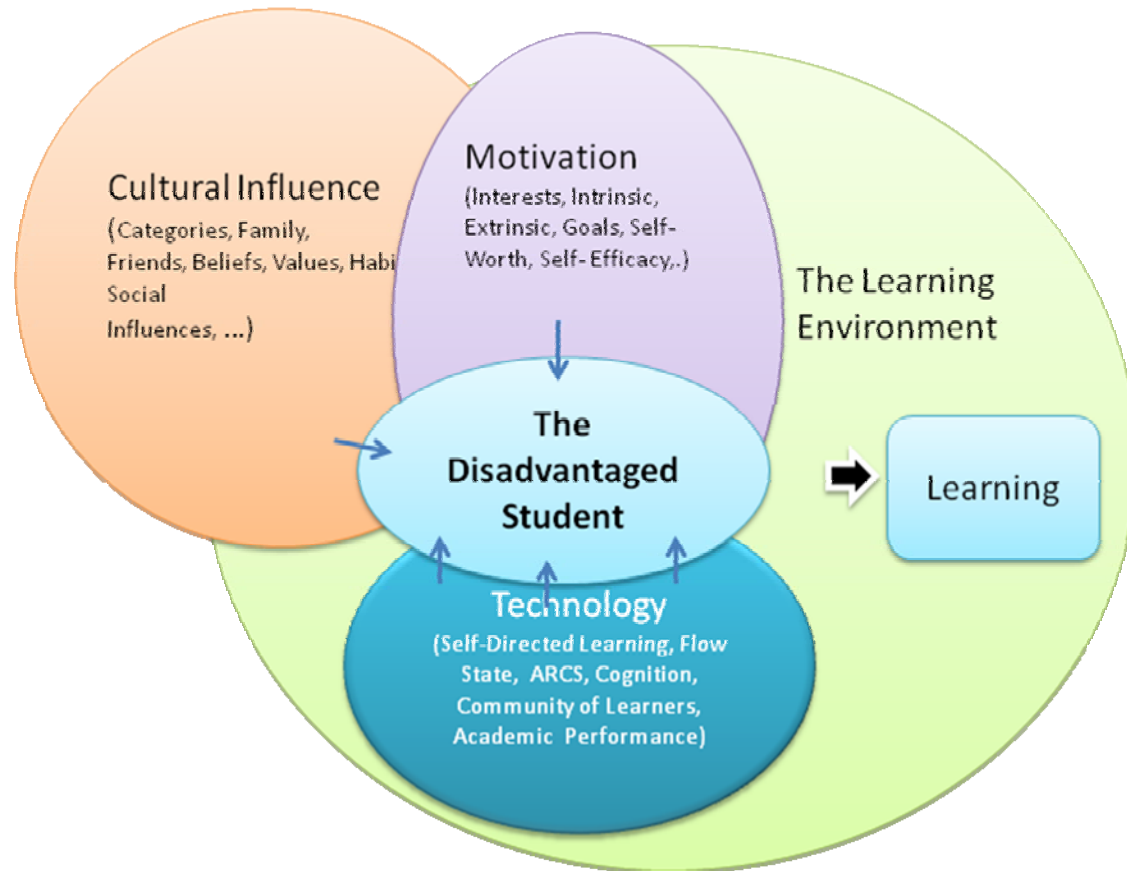 Cultural Influence
(Categories, Family,
Friends, Beliefs, Values, Habi
Social
Influences, ...)
Motivation
(Interests, Intrinsic,
Extrinsic, Goals, Self-
Worth, Self- Efficacy,.)
The Learning
Environment
The
Disadvantaged
Student
Learning
Technology
(Self-Directed Learning, Flow
State, ARCS, Cognition,
Community of Learners,
Academic Performance)